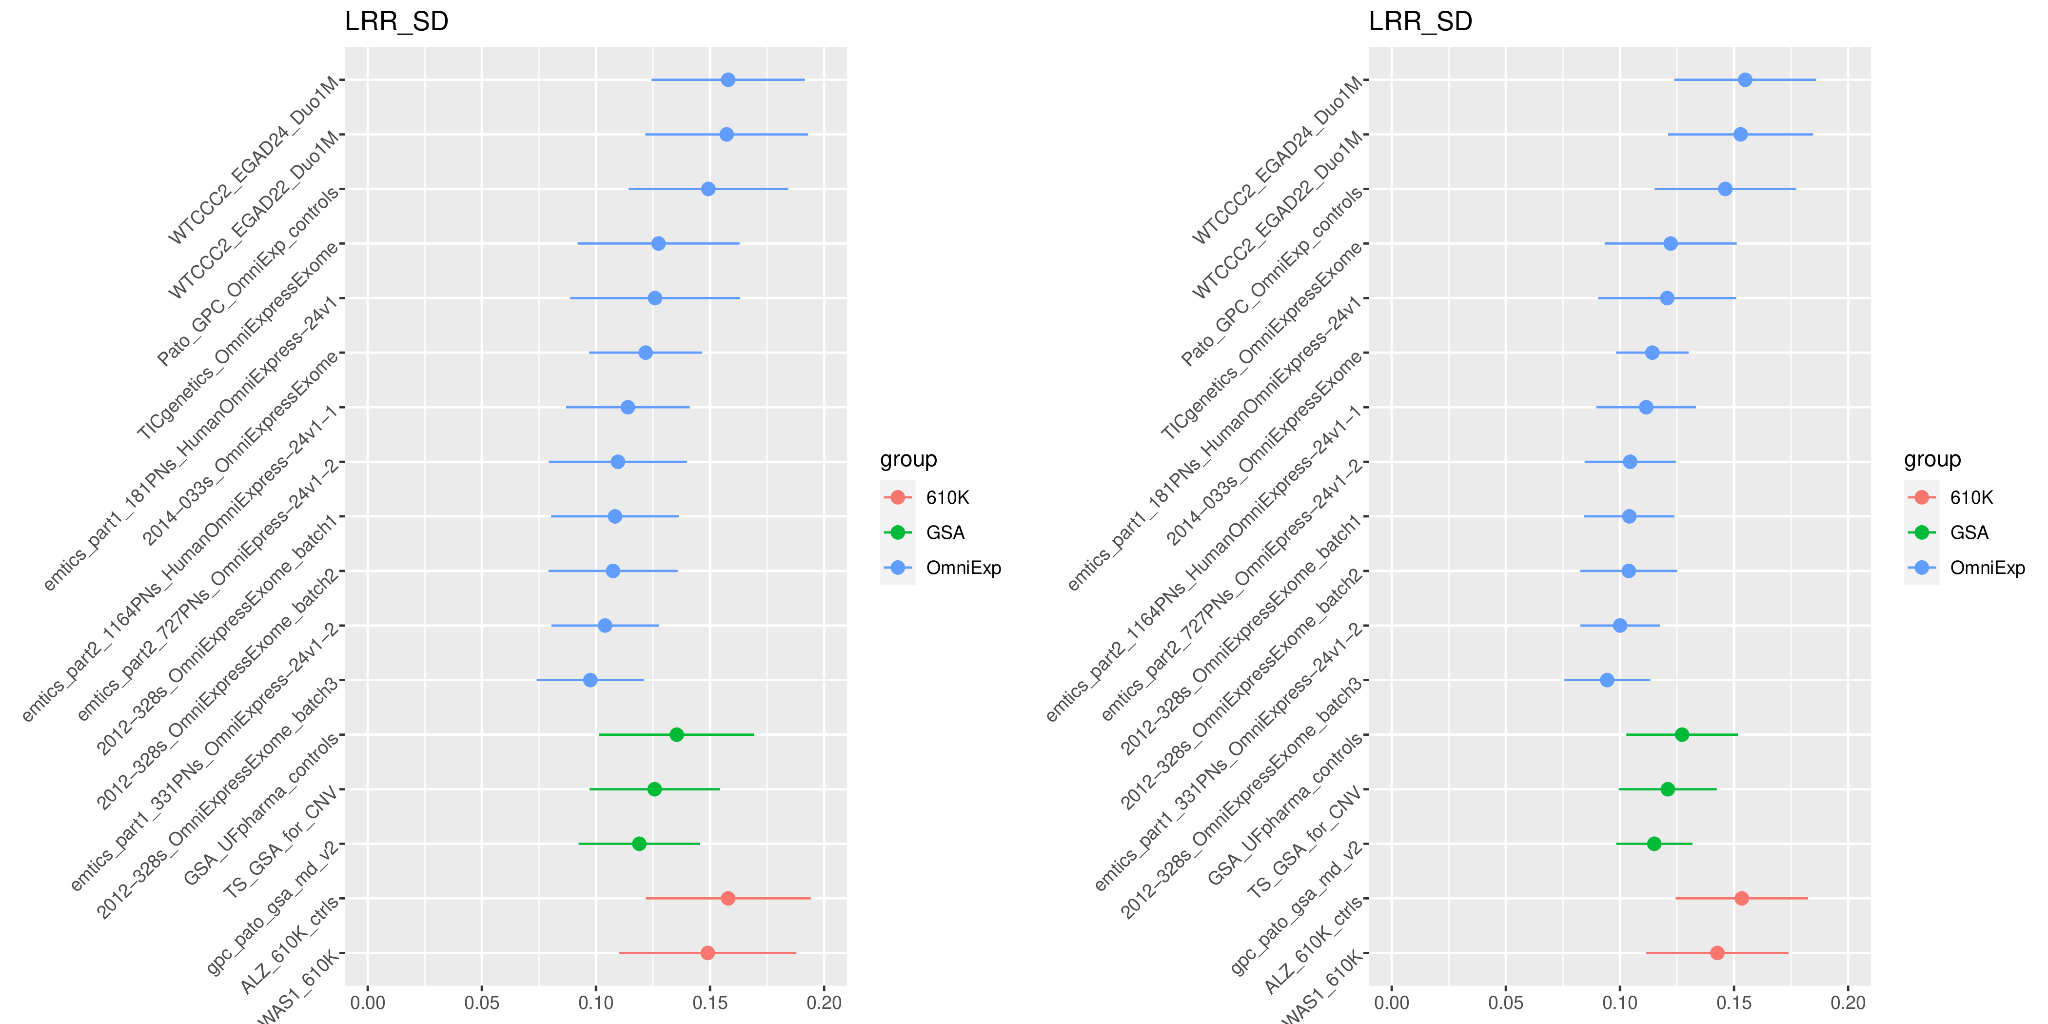 LRR_SD
WTCCC2_EGAD24_Duo1M
WTCCC2_EGAD22_Duo1M
Pato_GPC_OmniExp_controls
TICgenetics_OmniExpressExome
emtics_part1_181PNs_HumanOmniExpress−24v1
2014−033s_OmniExpressExome
emtics_part2_1164PNs_HumanOmniExpress−24v1−1
emtics_part2_727PNs_OmniEpress−24v1−2
2012−328s_OmniExpressExome_batch1
2012−328s_OmniExpressExome_batch2
emtics_part1_331PNs_OmniExpress−24v1−2
2012−328s_OmniExpressExome_batch3
GSA_UFpharma_controls
TS_GSA_for_CNV
gpc_pato_gsa_md_v2
ALZ_610K_ctrls
WAS1_610K
0.00 0.05 0.10 0.15 0.20
group
610K
GSA
OmniExp
LRR_SD
WTCCC2_EGAD24_Duo1M
WTCCC2_EGAD22_Duo1M
Pato_GPC_OmniExp_controls
TICgenetics_OmniExpressExome
emtics_part1_181PNs_HumanOmniExpress−24v1
2014−033s_OmniExpressExome
emtics_part2_1164PNs_HumanOmniExpress−24v1−1
emtics_part2_727PNs_OmniEpress−24v1−2
2012−328s_OmniExpressExome_batch1
2012−328s_OmniExpressExome_batch2
emtics_part1_331PNs_OmniExpress−24v1−2
2012−328s_OmniExpressExome_batch3
GSA_UFpharma_controls
TS_GSA_for_CNV
gpc_pato_gsa_md_v2
ALZ_610K_ctrls
WAS1_610K
0.00 0.05 0.10 0.15 0.20
group
610K
GSA
OmniExp